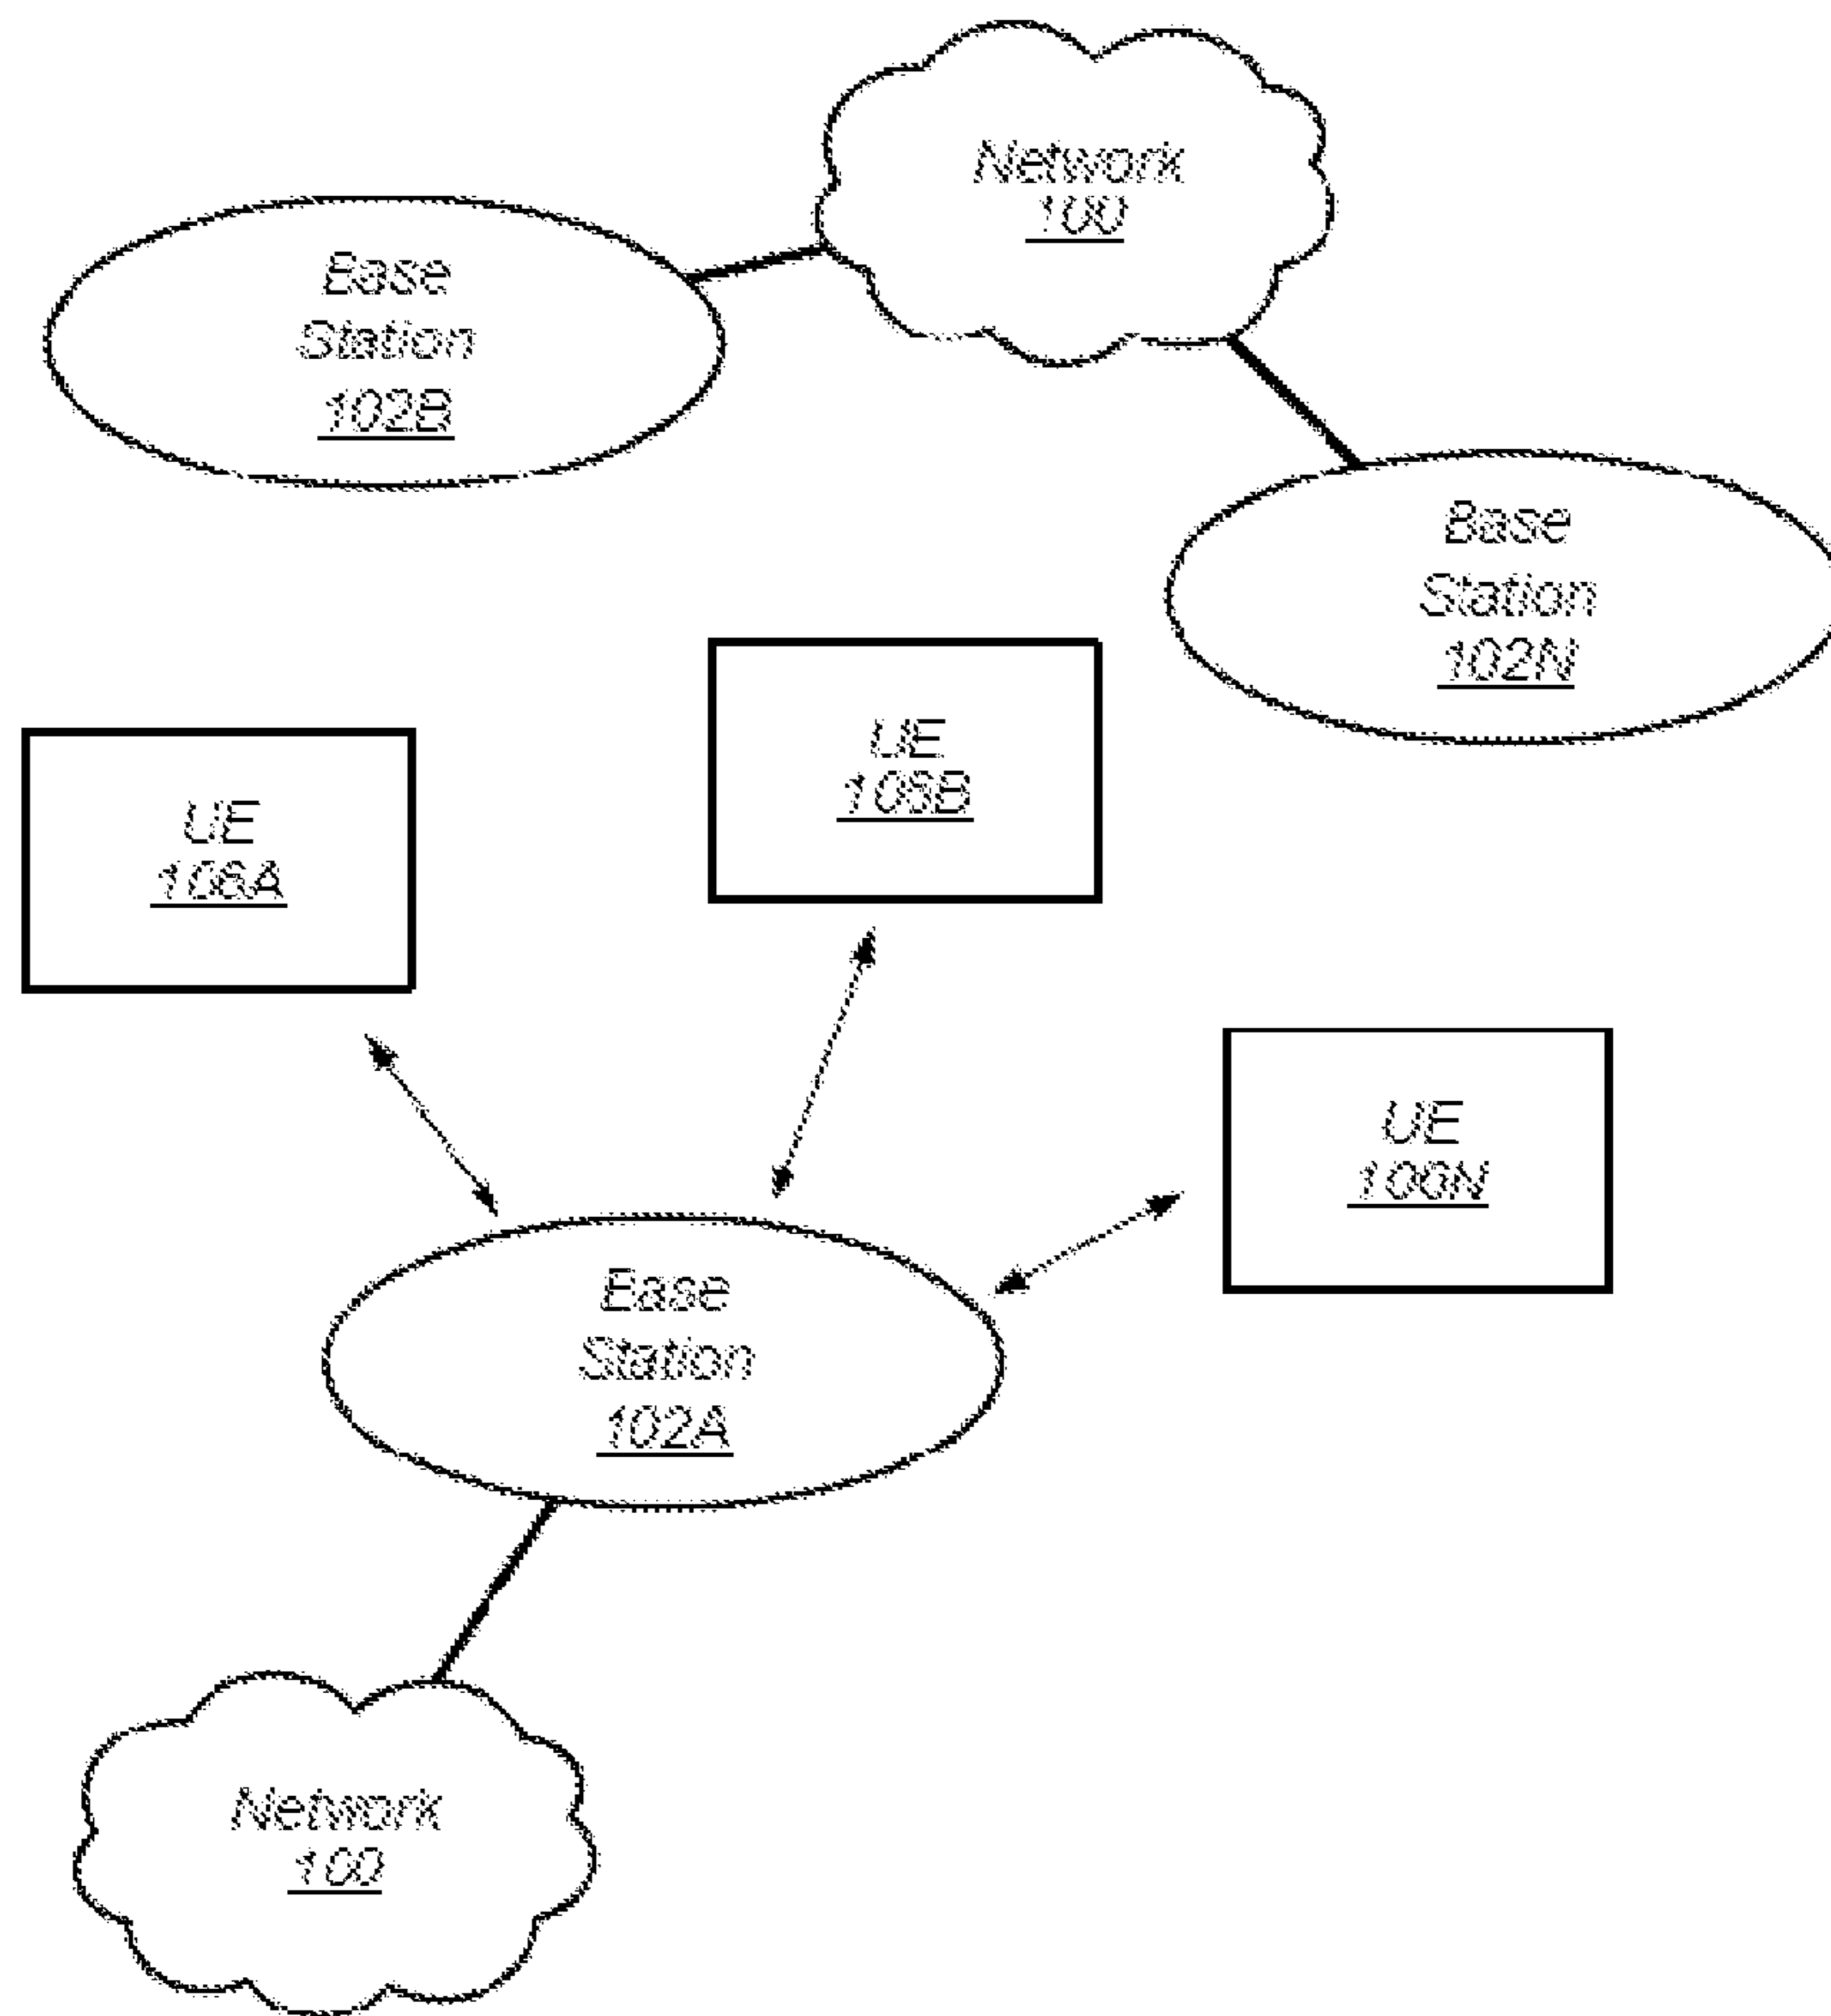 Network
100
Base
Station
102B
Base
Station
102N
UE
106B
UE
106A
UE
106N
Base
Station
102A
Network
100